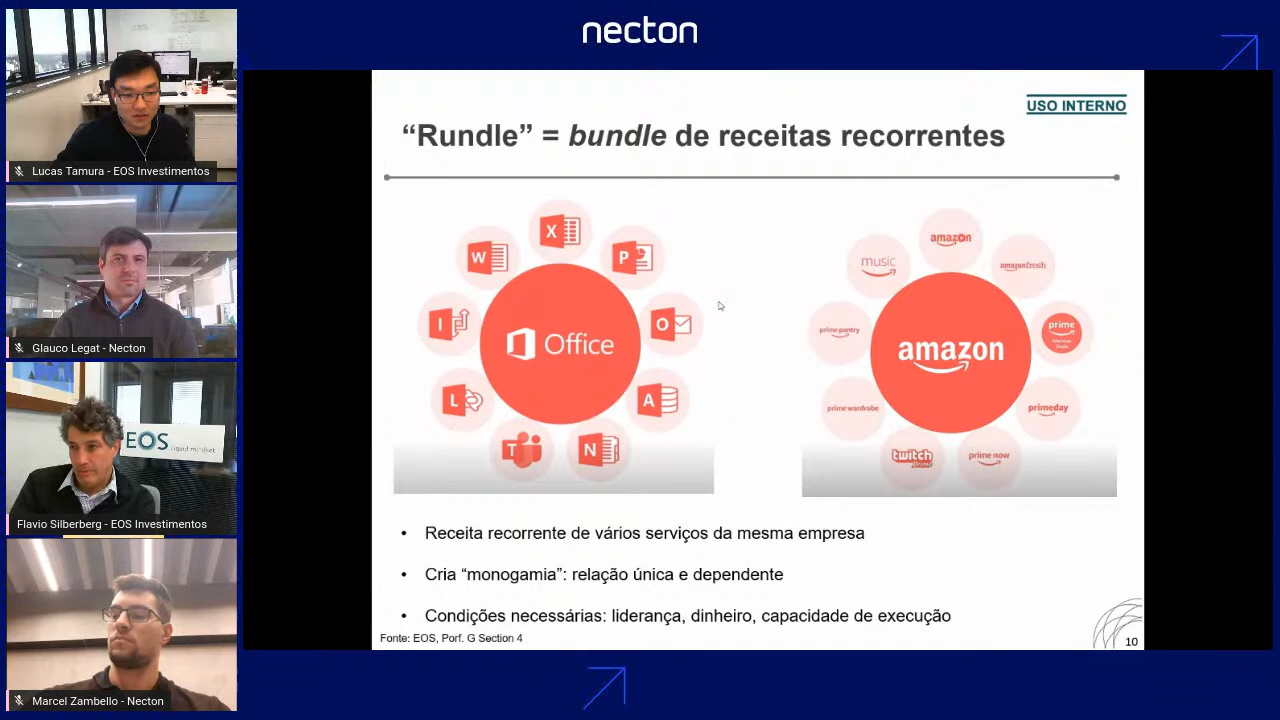 necton
USO INTERNO
“Rundle” = bundle de receitas recorrentes
X
W
P
I
O
Office
L
A
T
N
amazon
music
amazonfresh
prime pantry
prime
amazon
prime wardrobe
primeday
twitch
prime
prime now
• Receita recorrente de vários serviços da mesma empresa
• Cria “monogamia”: relação única e dependente
• Condições necessárias: liderança, dinheiro, capacidade de execução
Fonte: EOS, Porf. G Section 4
10
Lucas Tamura - EOS Investimentos
Glauco Legat - Necton
EOS liquid mindset
Flavio Silberberg - EOS Investimentos
Marcel Zambello - Necton